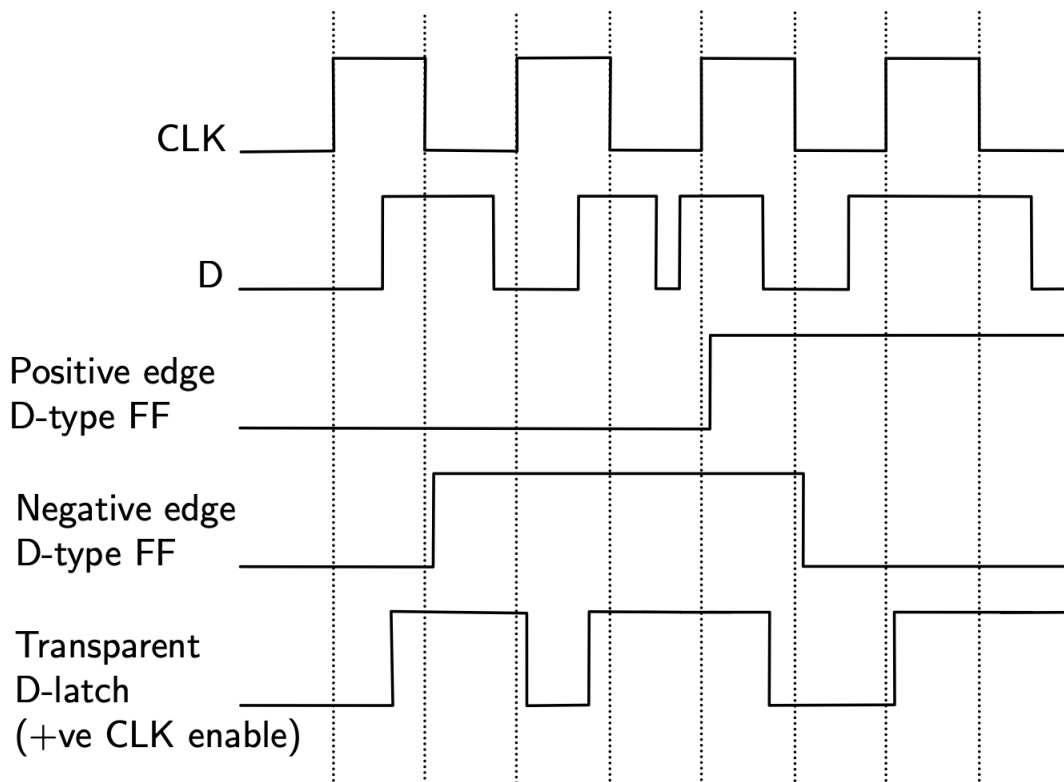 CLK
D
Positive edge
D-type FF
Negative edge
D-type FF
Transparent
D-latch
(+ve CLK enable)